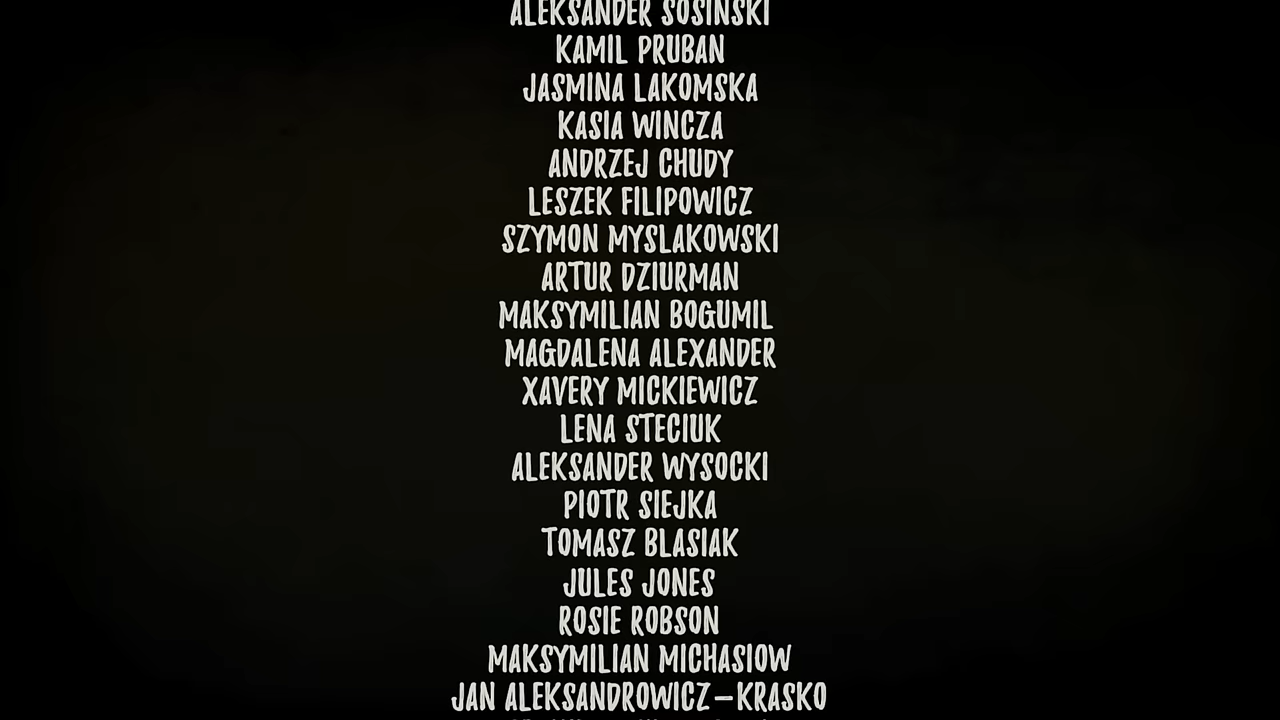 ALEKSANDER SOSINSKI
KAMIL PRUBAN
JASMINA LAKOMSKA
KASIA WINCZA
ANDRZEJ CHUDY
LESZEK FILIPOWICZ
SZYMON MYSLAKOWSKI
ARTUR DZIURMAN
MAKSYMILIAN BOGUMIL
MAGDALENA ALEXANDER
XAVERY MICKIEWICZ
LENA STECIUK
ALEKSANDER WYSOCKI
PIOTR SIEJKA
TOMASZ BLASIAK
JULES JONES
ROSIE ROBSON
MAKSYMILIAN MICHASIOW
JAN ALEKSANDROWICZ-KRASKO